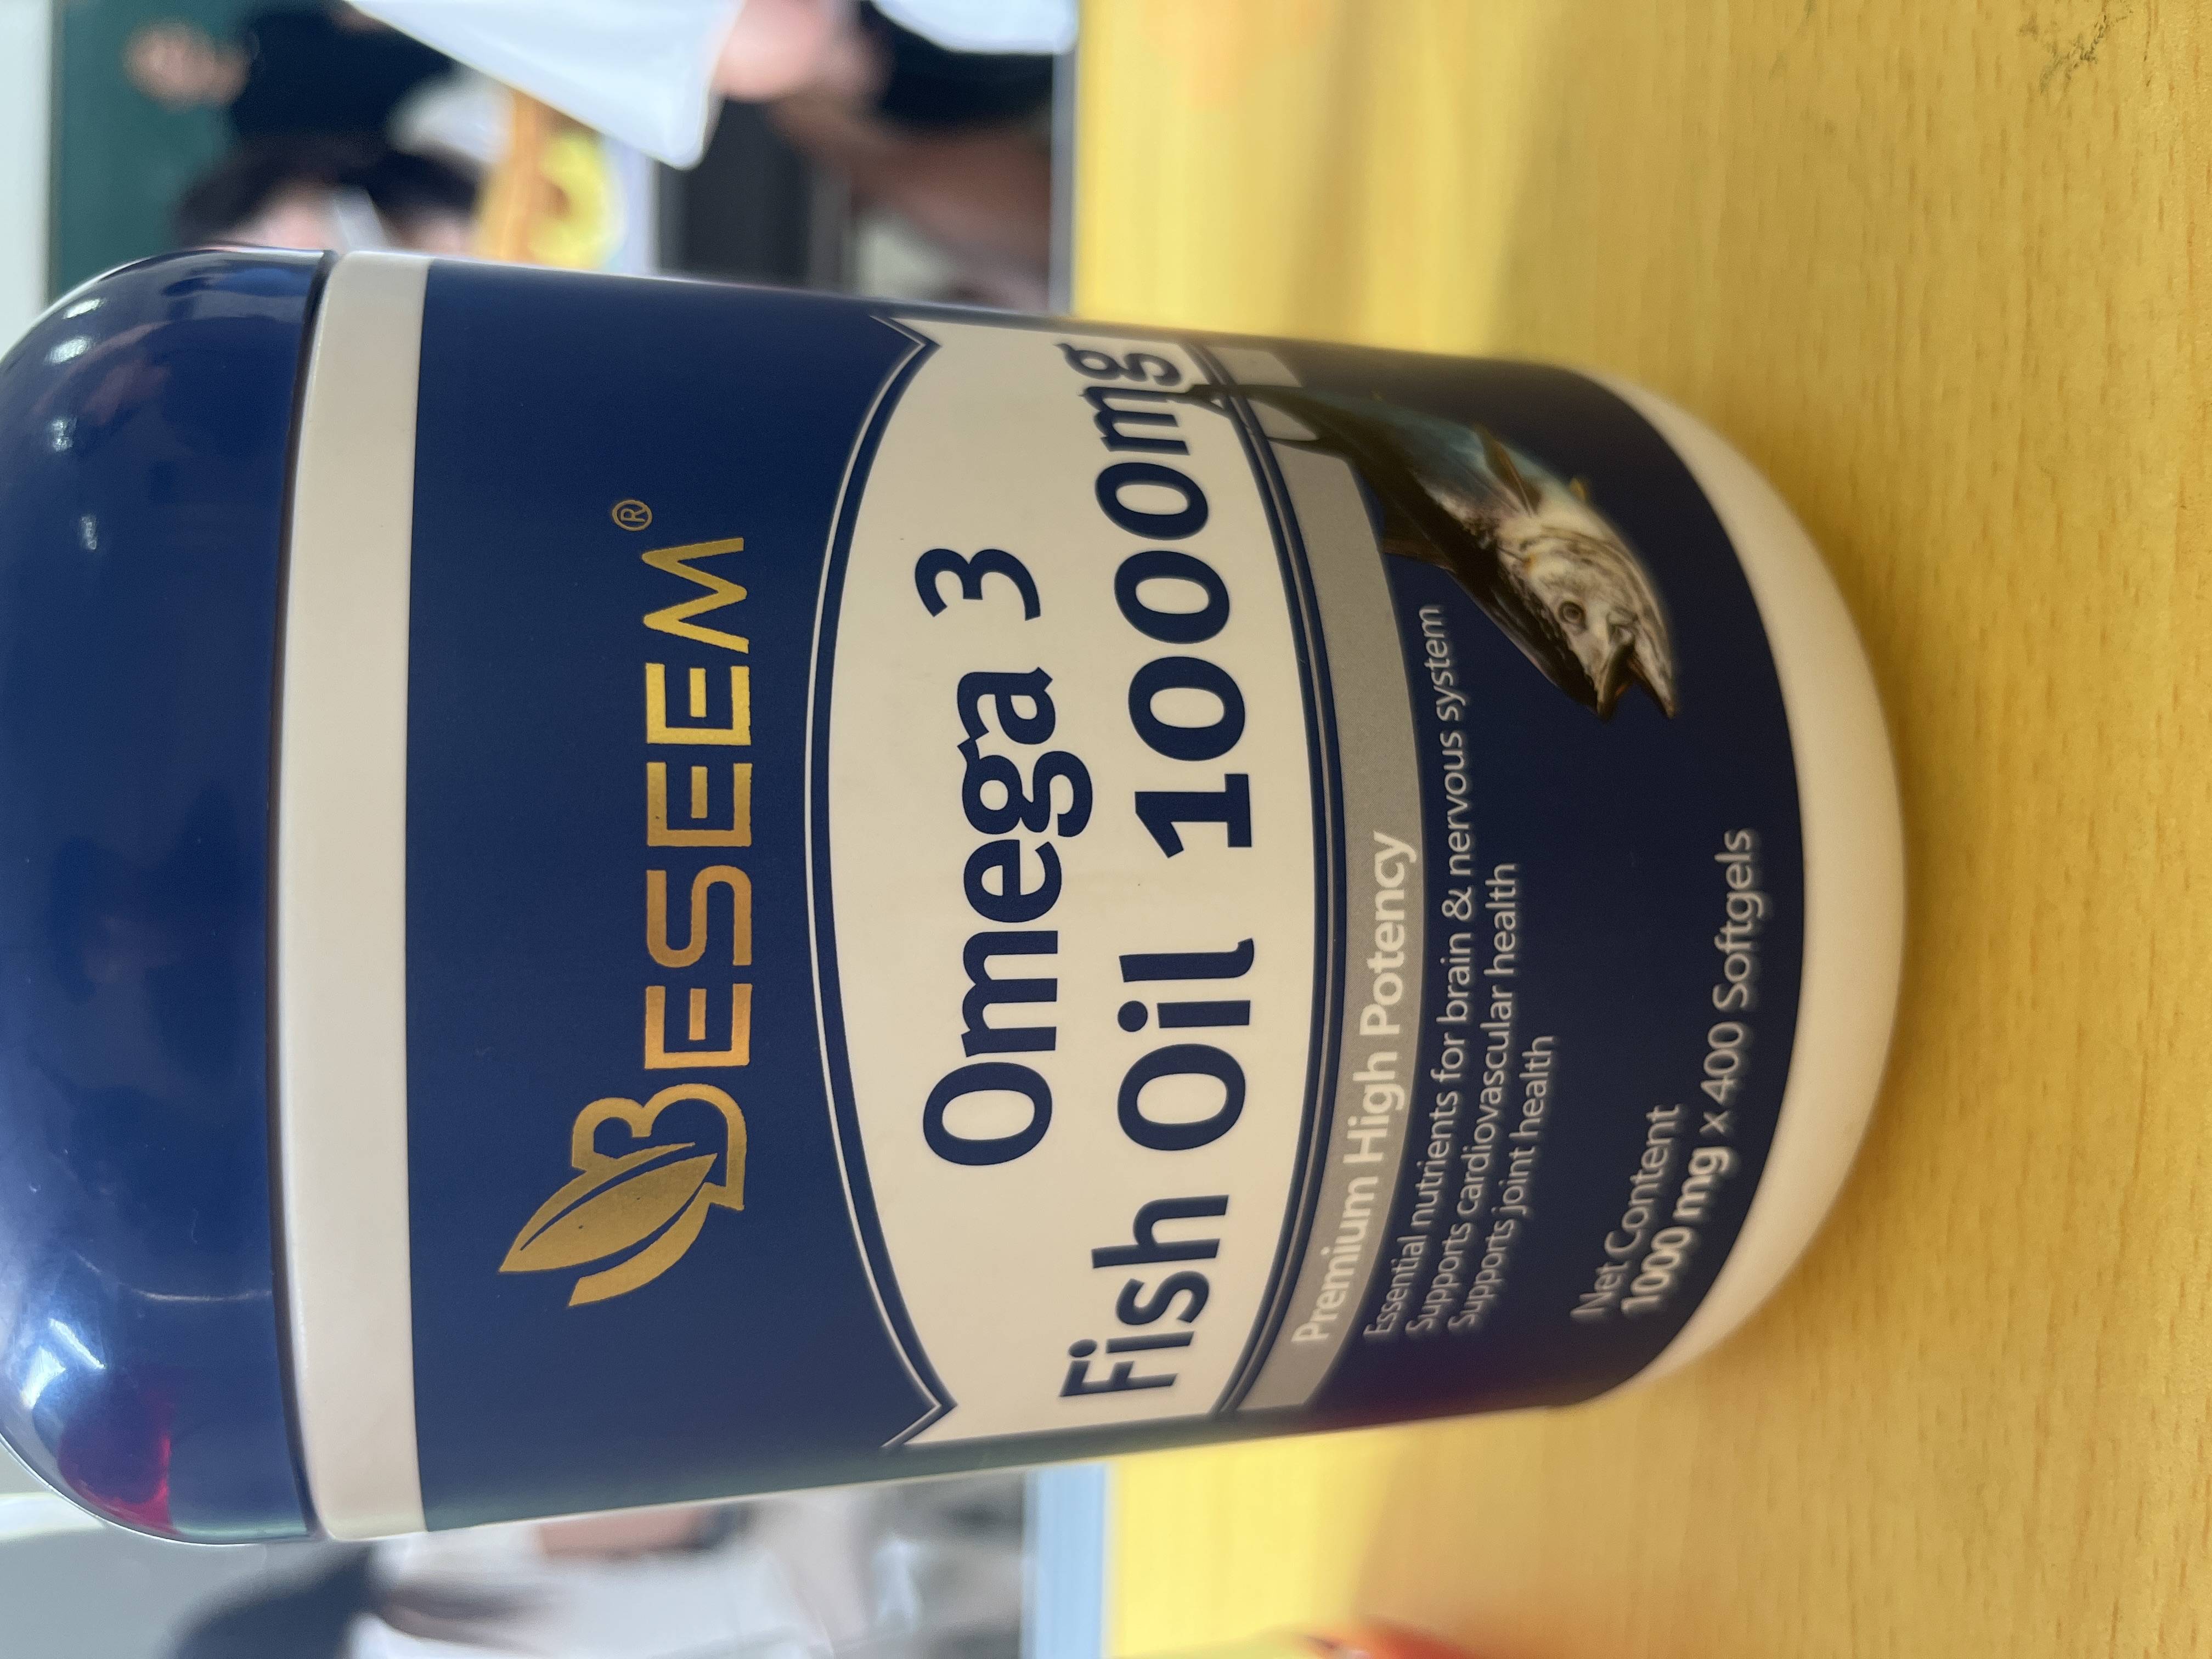 BESEEM®
Omega 3
Fish Oil 1000mg
Premium High Potency
Essential nutrients for brain & nervous system
Supports cardiovascular health
Supports joint health
Net Content
1000 mg x 400 Softgels